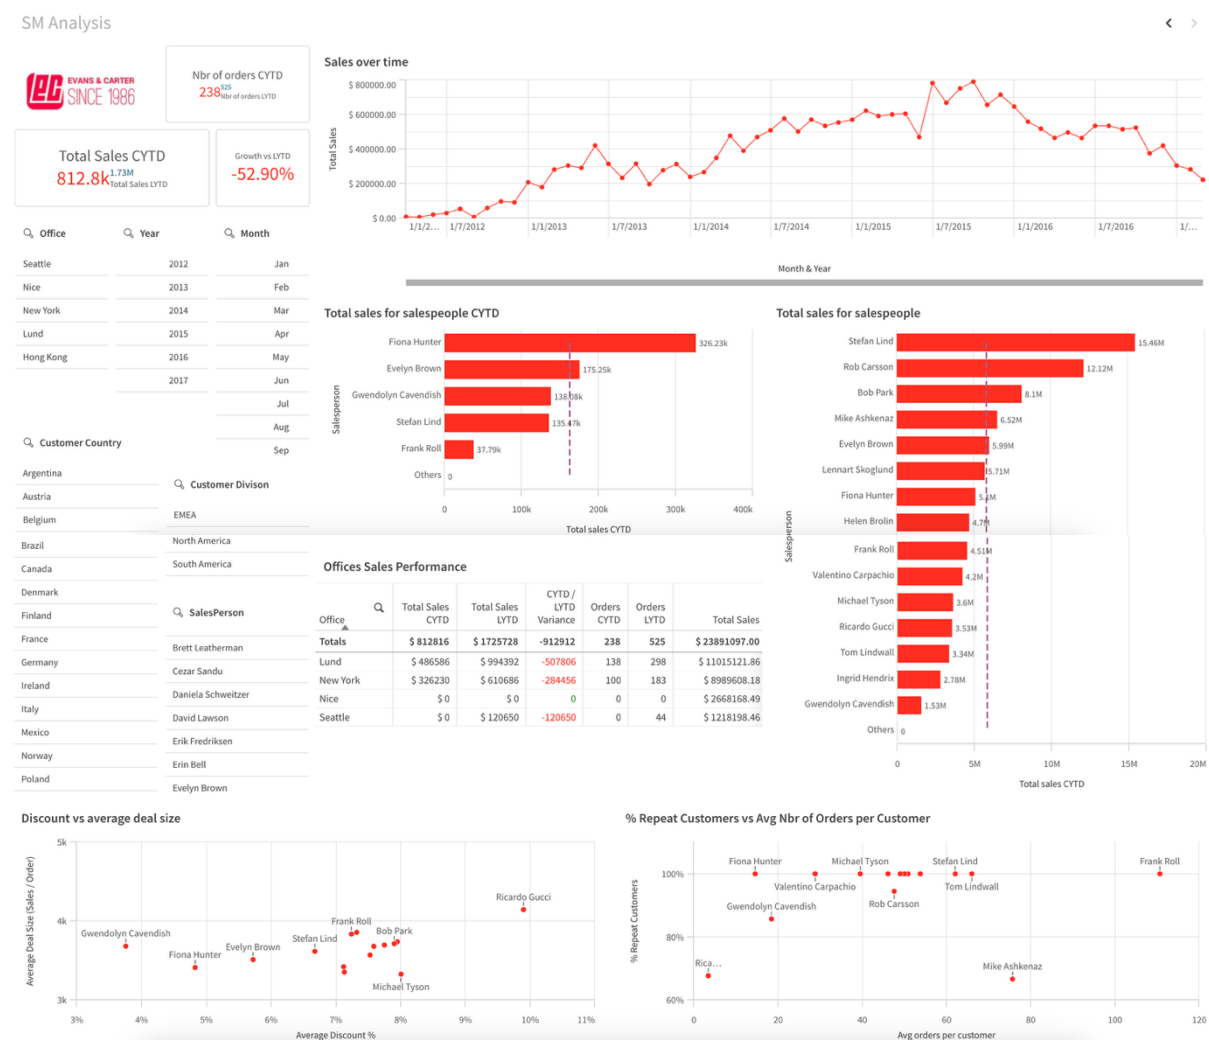 SM Analysis
EVANS & CARTER
SINCE 1986
Nbr of orders CYTD
238 525
Nbr of orders LYTD
Total Sales CYTD
812.8k 1.73M
Total Sales LYTD
Growth vs LYTD
-52.90%
Office
Seattle
Nice
New York
Lund
Hong Kong
Year
2012
2013
2014
2015
2016
2017
Month
Jan
Feb
Mar
Apr
May
Jun
Jul
Aug
Sep
Customer Country
Argentina
Austria
Belgium
Brazil
Canada
Denmark
Finland
France
Germany
Ireland
Italy
Mexico
Norway
Poland
Customer Divison
EMEA
North America
South America
SalesPerson
Brett Leatherman
Cezar Sandu
Daniela Schweitzer
David Lawson
Erik Fredriksen
Erin Bell
Evelyn Brown
Sales over time
Total Sales
$ 800000.00
$ 600000.00
$ 400000.00
$ 200000.00
$ 0.00
1/1/2... 1/7/2012 1/1/2013 1/7/2013 1/1/2014 1/7/2014 1/1/2015 1/7/2015 1/1/2016 1/7/2016 1/...
Month & Year
Total sales for salespeople CYTD
Salesperson
Fiona Hunter 326.23k
Evelyn Brown 175.25k
Gwendolyn Cavendish 138.08k
Stefan Lind 135.47k
Frank Roll 37.79k
Others 0
0 100k 200k 300k 400k
Total sales CYTD
Total sales for salespeople
Salesperson
Stefan Lind 15.46M
Rob Carsson 12.12M
Bob Park 8.1M
Mike Ashkenaz 6.52M
Evelyn Brown 5.99M
Lennart Skoglund 5.71M
Fiona Hunter
Helen Brolin 4.7M
Frank Roll 4.51M
Valentino Carpachio 4.2M
Michael Tyson 3.6M
Ricardo Gucci 3.53M
Tom Lindwall 3.34M
Ingrid Hendrix 2.78M
Gwendolyn Cavendish 1.53M
Others 0
0 5M 10M 15M 20M
Total sales CYTD
Offices Sales Performance
Office Total Sales CYTD Total Sales LYTD CYTD / LYTD Variance Orders CYTD Orders LYTD Total Sales
Totals $ 812816 $ 1725728 -912912 238 525 $ 23891097.00
Lund $ 486586 $ 994392 -507806 138 298 $ 11015121.86
New York $ 326230 $ 610686 -284456 100 183 $ 8989608.18
Nice $ 0 $ 0 0 0 0 $ 2668168.49
Seattle $ 0 $ 120650 -120650 0 44 $ 1218198.46
Discount vs average deal size
Average Deal Size (Sales / Order)
5k
4k
3k
Ricardo Gucci
Frank Roll
Bob Park
Gwendolyn Cavendish
Stefan Lind
Evelyn Brown
Fiona Hunter
Michael Tyson
3% 4% 5% 6% 7% 8% 9% 10% 11%
Average Discount %
% Repeat Customers vs Avg Nbr of Orders per Customer
% Repeat Customers
100%
80%
60%
Fiona Hunter
Michael Tyson
Stefan Lind
Frank Roll
Valentino Carpachio
Tom Lindwall
Rob Carsson
Gwendolyn Cavendish
Rica...
Mike Ashkenaz
0 20 40 60 80 100 120
Avg orders per customer